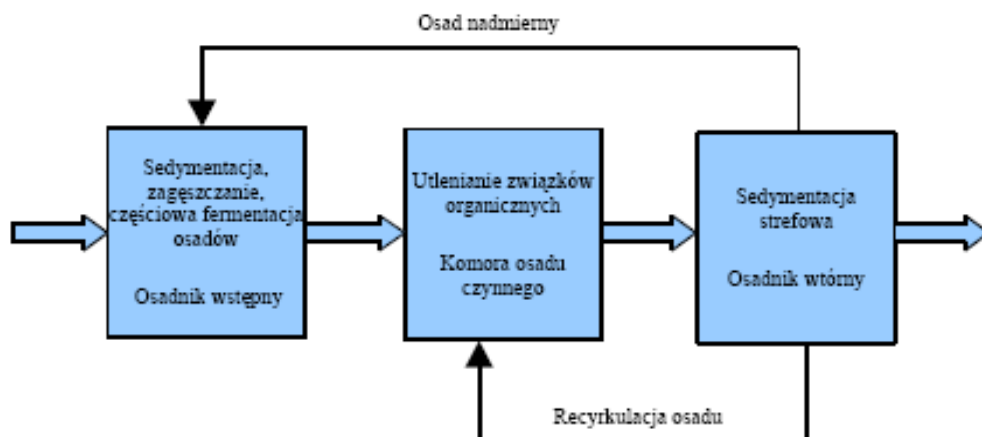 Osad nadmierny
Sedymentacja,
zagęszczanie,
częściowa fermentacja
osadów
Osadnik wstępny
Utlenianie związków
organicznych
Komora osadu
czynnego
Sedymentacja
strefowa
Osadnik wtórny
Recyrkulacja osadu